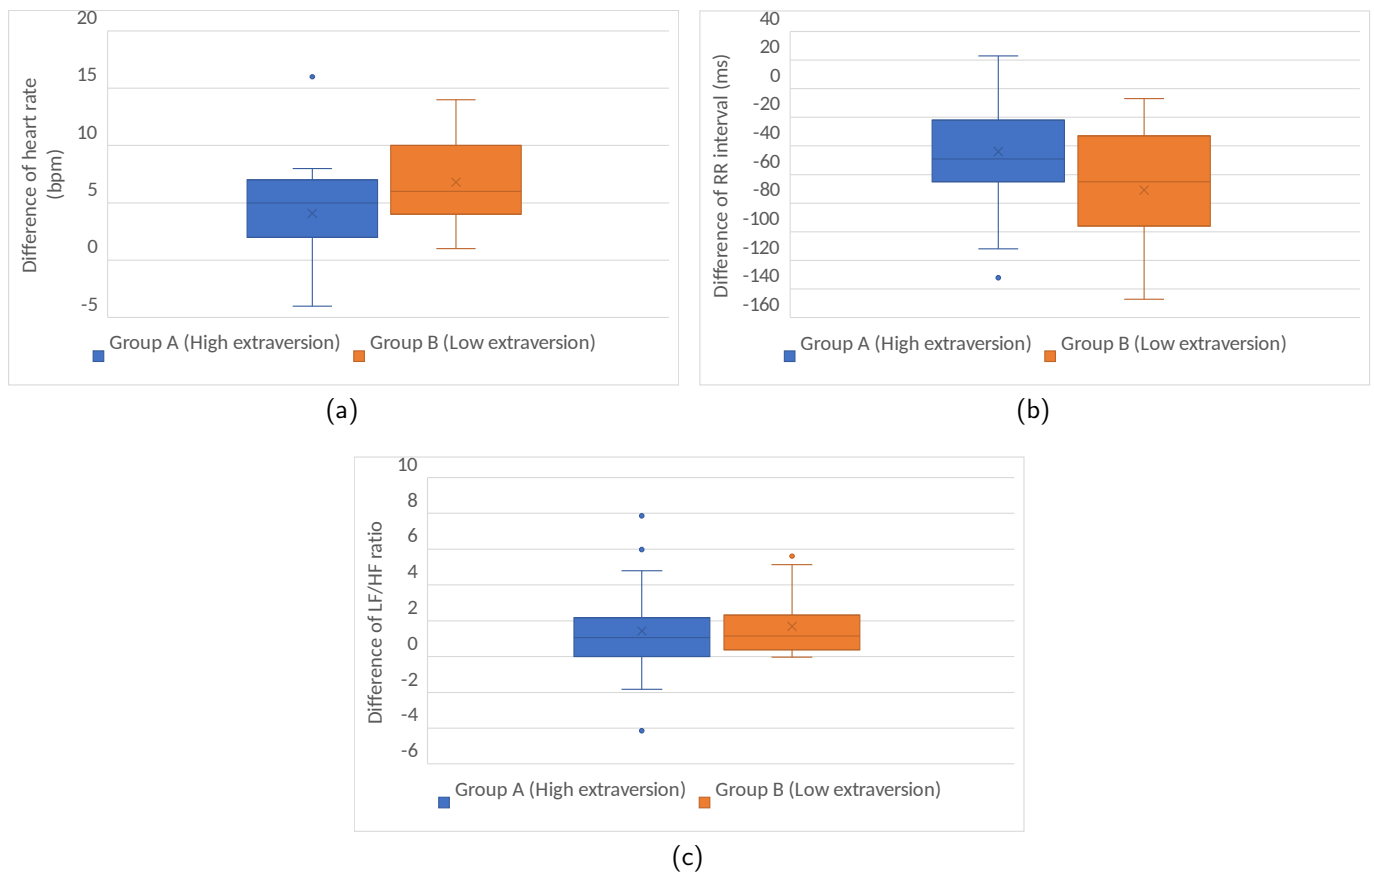 20
15
10
5
0
-5
Difference of heart rate
(bpm)
Group A (High extraversion) Group B (Low extraversion)
(a)
40
20
0
-20
-40
-60
-80
-100
-120
-140
-160
Difference of RR interval (ms)
Group A (High extraversion) Group B (Low extraversion)
(b)
10
8
6
4
2
0
-2
-4
-6
Difference of LF/HF ratio
Group A (High extraversion) Group B (Low extraversion)
(c)